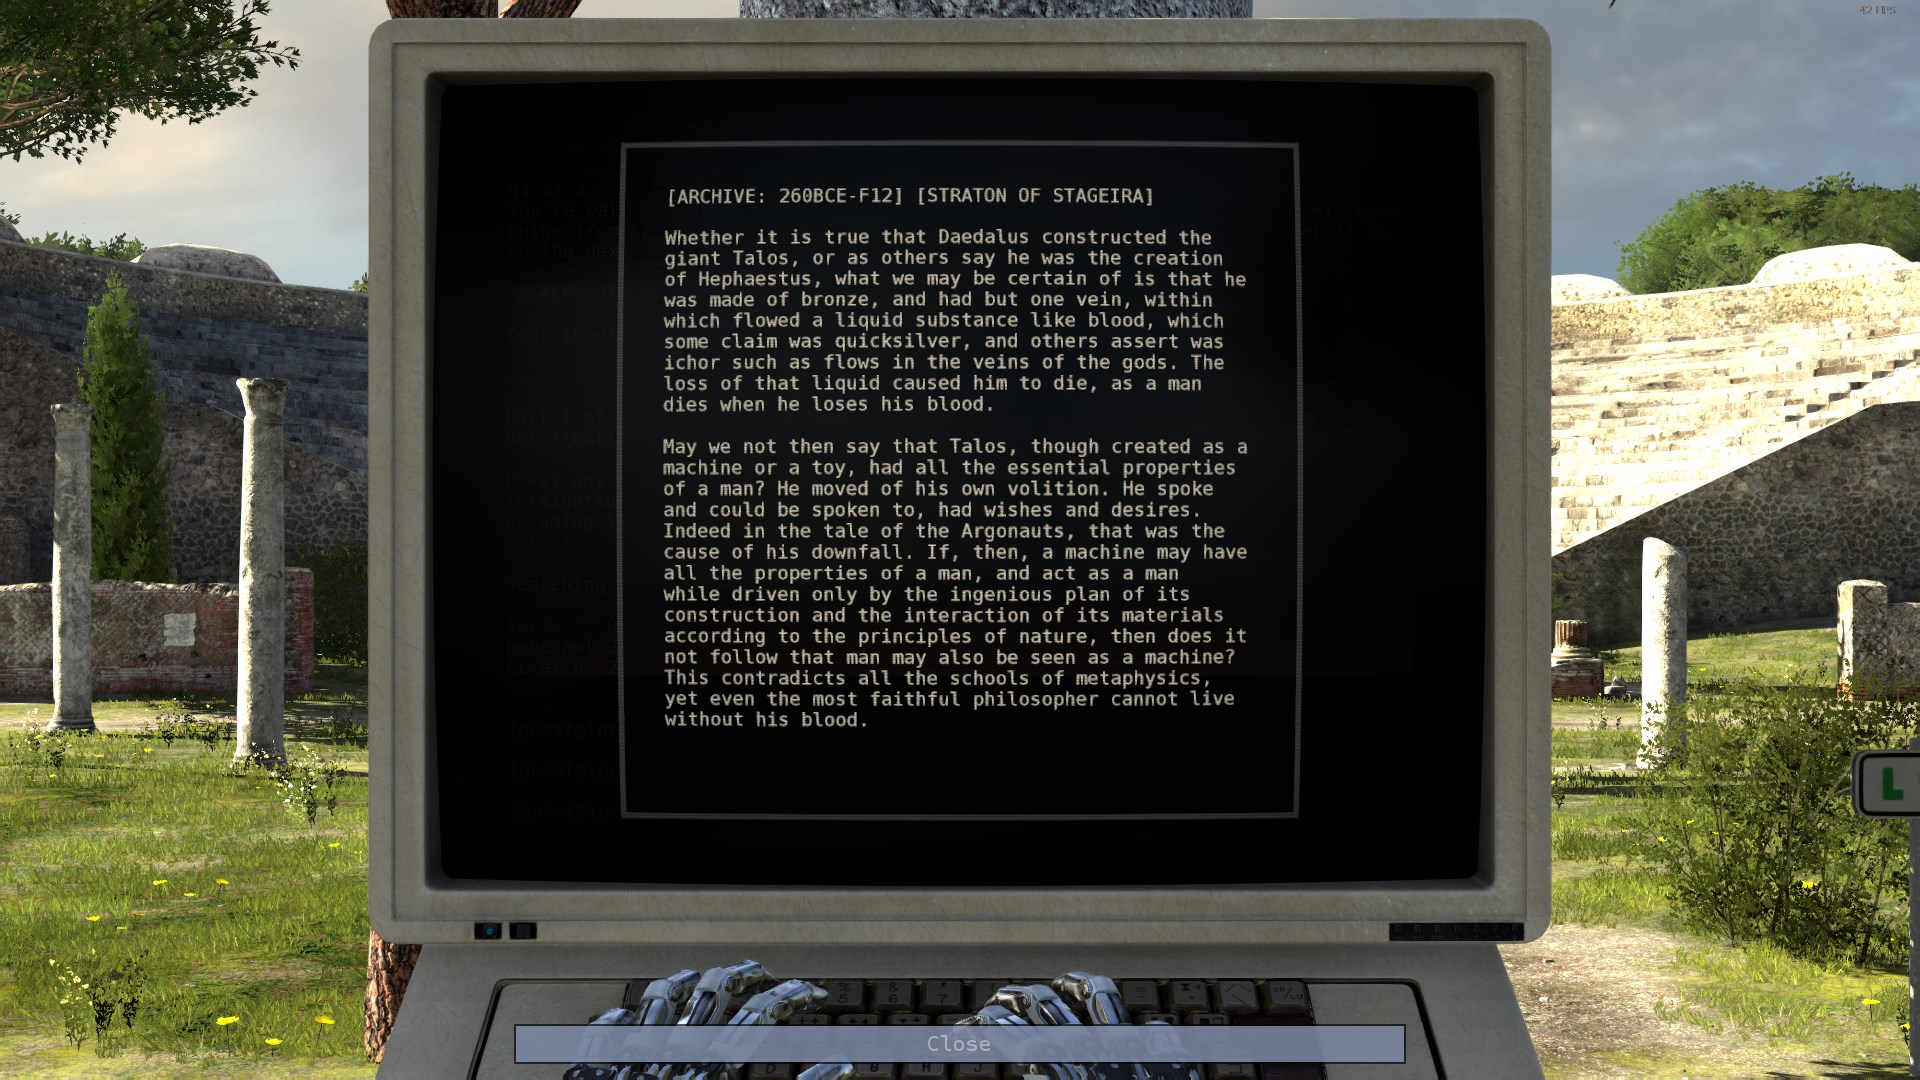 42 FPS
[ARCHIVE: 260BCE-F12] [STRATON OF STAGEIRA]
Whether it is true that Daedalus constructed the
giant Talos, or as others say he was the creation
of Hephaestus, what we may be certain of is that he
was made of bronze, and had but one vein, within
which flowed a liquid substance like blood, which
some claim was quicksilver, and others assert was
ichor such as flows in the veins of the gods. The
loss of that liquid caused him to die, as a man
dies when he loses his blood.
May we not then say that Talos, though created as a
machine or a toy, had all the essential properties
of a man? He moved of his own volition. He spoke
and could be spoken to, had wishes and desires.
Indeed in the tale of the Argonauts, that was the
cause of his downfall. If, then, a machine may have
all the properties of a man, and act as a man
while driven only by the ingenious plan of its
construction and the interaction of its materials
according to the principles of nature, then does it
not follow that man may also be seen as a machine?
This contradicts all the schools of metaphysics,
yet even the most faithful philosopher cannot live
without his blood.
L
Close